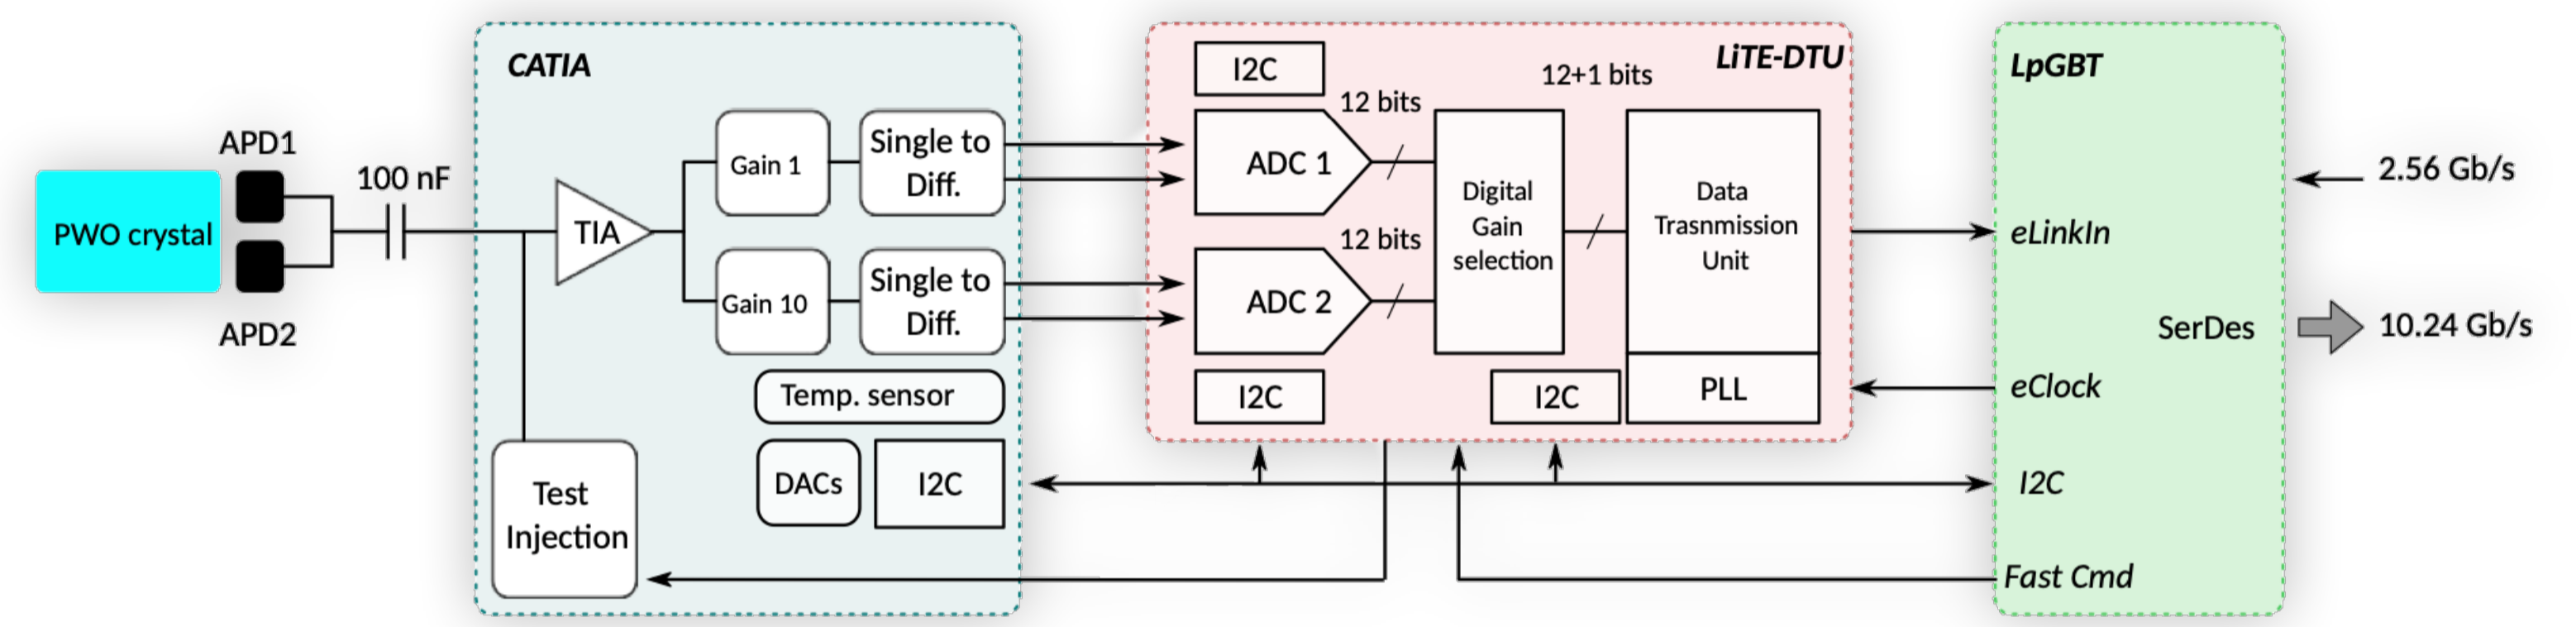 PWO crystal
APD1
APD2
100 nF
CATIA
TIA
Gain 1
Single to
Diff.
Gain 10
Single to
Diff.
Temp. sensor
DACs
I2C
Test
Injection
LiTE-DTU
I2C
12 bits
12+1 bits
ADC 1
12 bits
ADC 2
Digital
Gain
selection
Data
Trasnmission
Unit
I2C
I2C
PLL
LpGBT
eLinkIn
SerDes
eClock
I2C
Fast Cmd
2.56 Gb/s
10.24 Gb/s